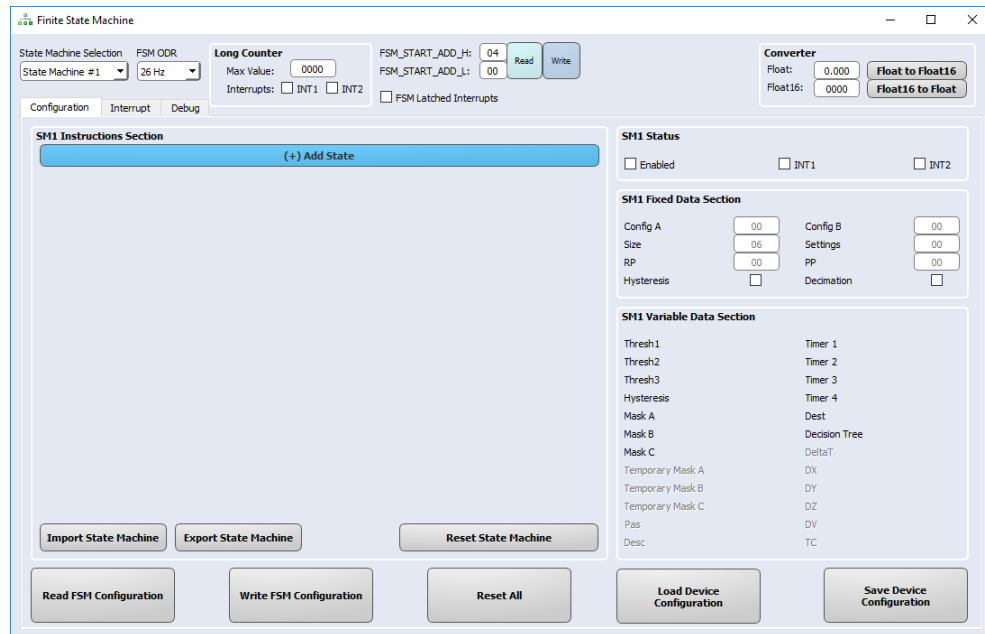 Finite State Machine
State Machine Selection
FSM ODR
State Machine #1
26 Hz
Long Counter
Max Value: 0000
Interrupts: INT1 INT2
FSM_START_ADD_H: 04
FSM_START_ADD_L: 00
Read
Write
FSM Latched Interrupts
Converter
Float: 0.000 Float to Float16
Float16: 0000 Float16 to Float
Configuration Interrupt Debug
SM1 Instructions Section
(+) Add State
Import State Machine
Export State Machine
Reset State Machine
SM1 Status
Enabled INT1 INT2
SM1 Fixed Data Section
Config A 00 Config B 00
Size 06 Settings 00
RP 00 PP 00
Hysteresis Decimation
SM1 Variable Data Section
Thresh1 Timer 1
Thresh2 Timer 2
Thresh3 Timer 3
Hysteresis Timer 4
Mask A Dest
Mask B Decision Tree
Mask C DeltaT
Temporary Mask A DX
Temporary Mask B DY
Temporary Mask C DZ
Pas DV
Desc TC
Read FSM Configuration
Write FSM Configuration
Reset All
Load Device
Configuration
Save Device
Configuration